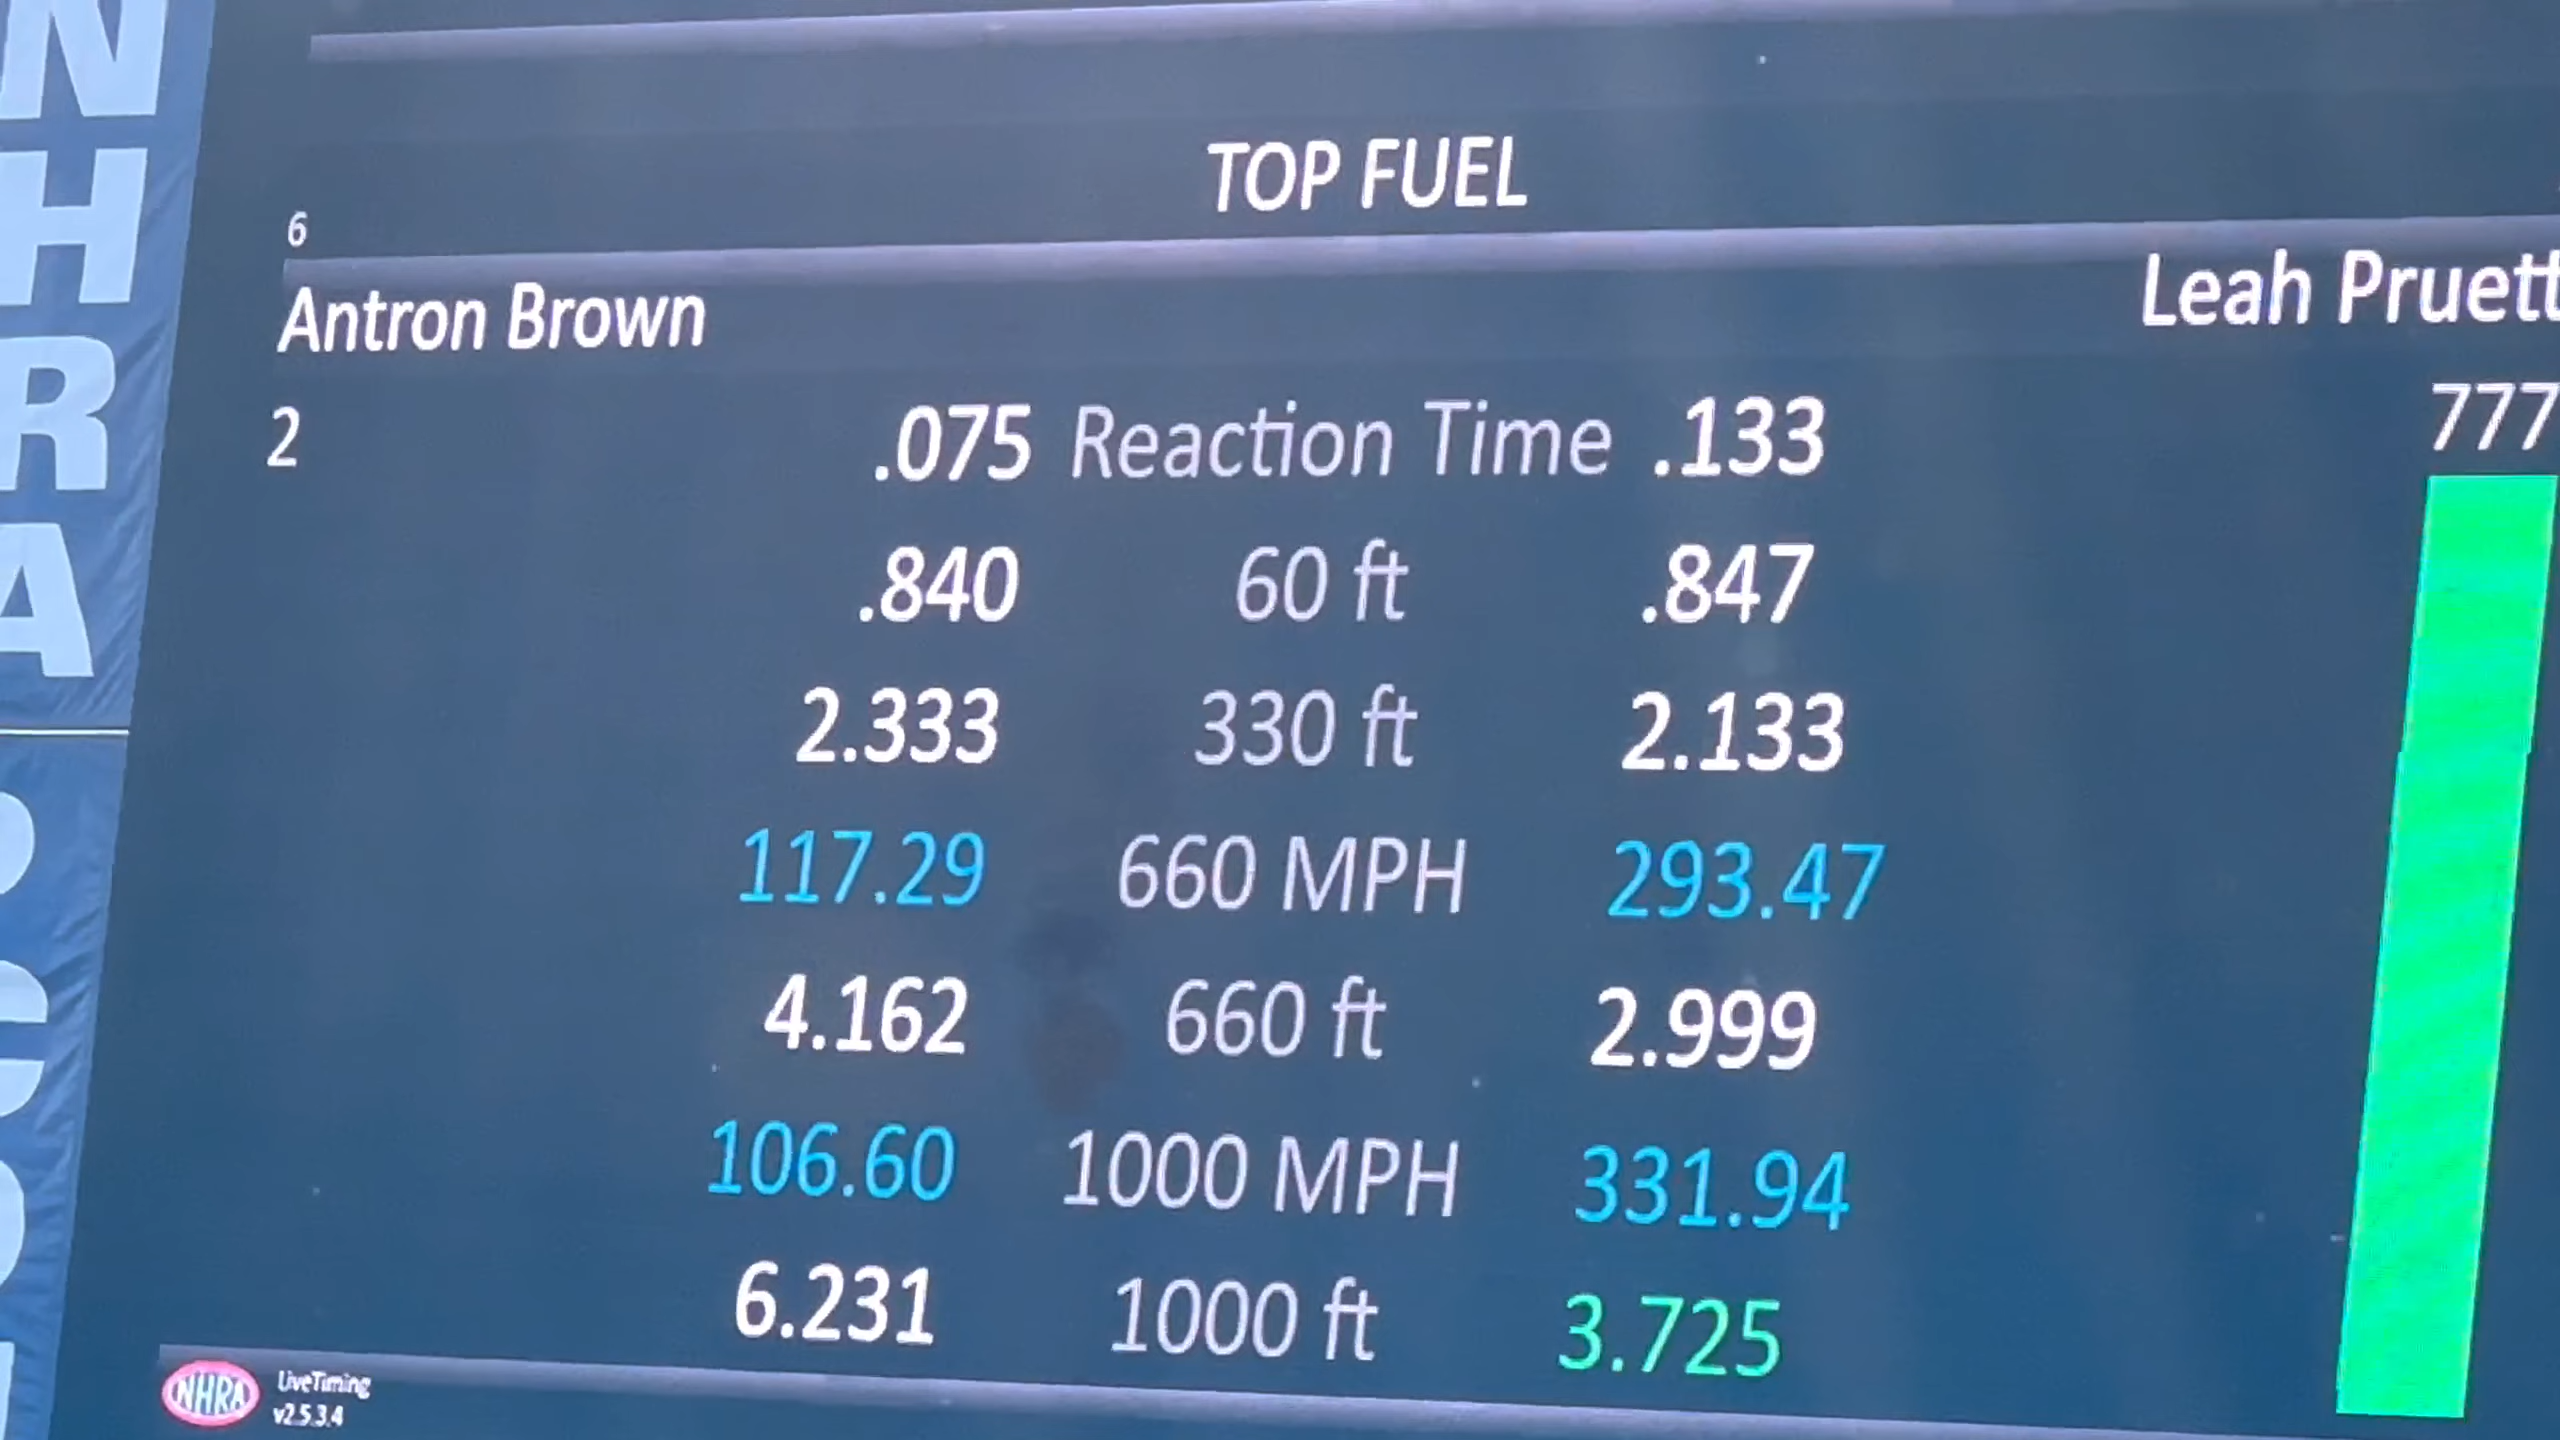 NHRA
TOP FUEL
6
Antron Brown Leah Pruett
2 .075 Reaction Time .133 777
.840 60 ft .847
2.333 330 ft 2.133
117.29 660 MPH 293.47
4.162 660 ft 2.999
106.60 1000 MPH 331.94
6.231 1000 ft 3.725
NHRA LiveTiming
v2.5.3.4